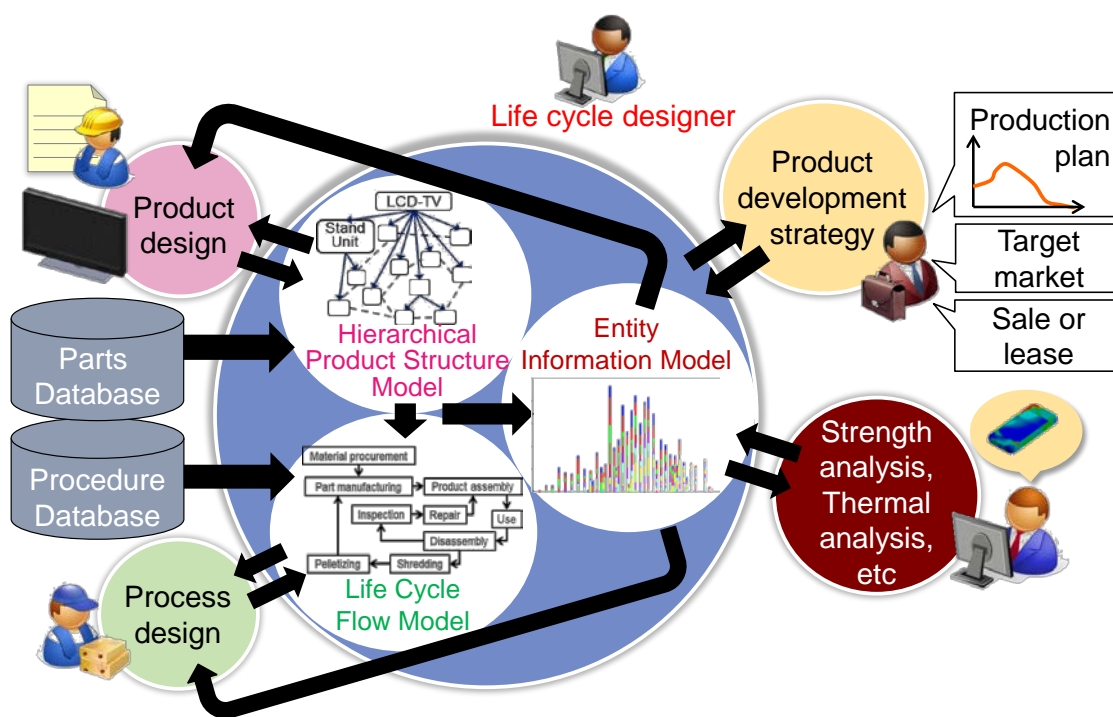 Life cycle designer
Product
design
Parts
Database
Procedure
Database
Process
design
LCD-TV
Stand
Unit
Hierarchical
Product Structure
Model
Entity
Information Model
Material procurement
Part manufacturing
Product assembly
Inspection
Repair
Use
Disassembly
Pelletizing
Shredding
Life Cycle
Flow Model
Product
development
strategy
Production
plan
Target
market
Sale or
lease
Strength
analysis,
Thermal
analysis,
etc